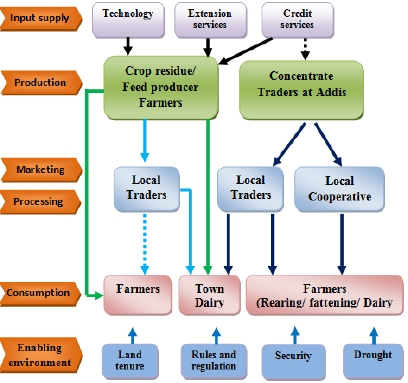 Input supply
Technology
Extension
services
Credit
services
Production
Crop residue/
Feed producer
Farmers
Concentrate
Traders at Addis
Marketing
Processing
Local
Traders
Local
Traders
Local
Cooperative
Consumption
Farmers
Town
Dairy
Farmers
(Rearing/ fattening/ Dairy
Enabling
environment
Land
tenure
Rules and
regulation
Security
Drought